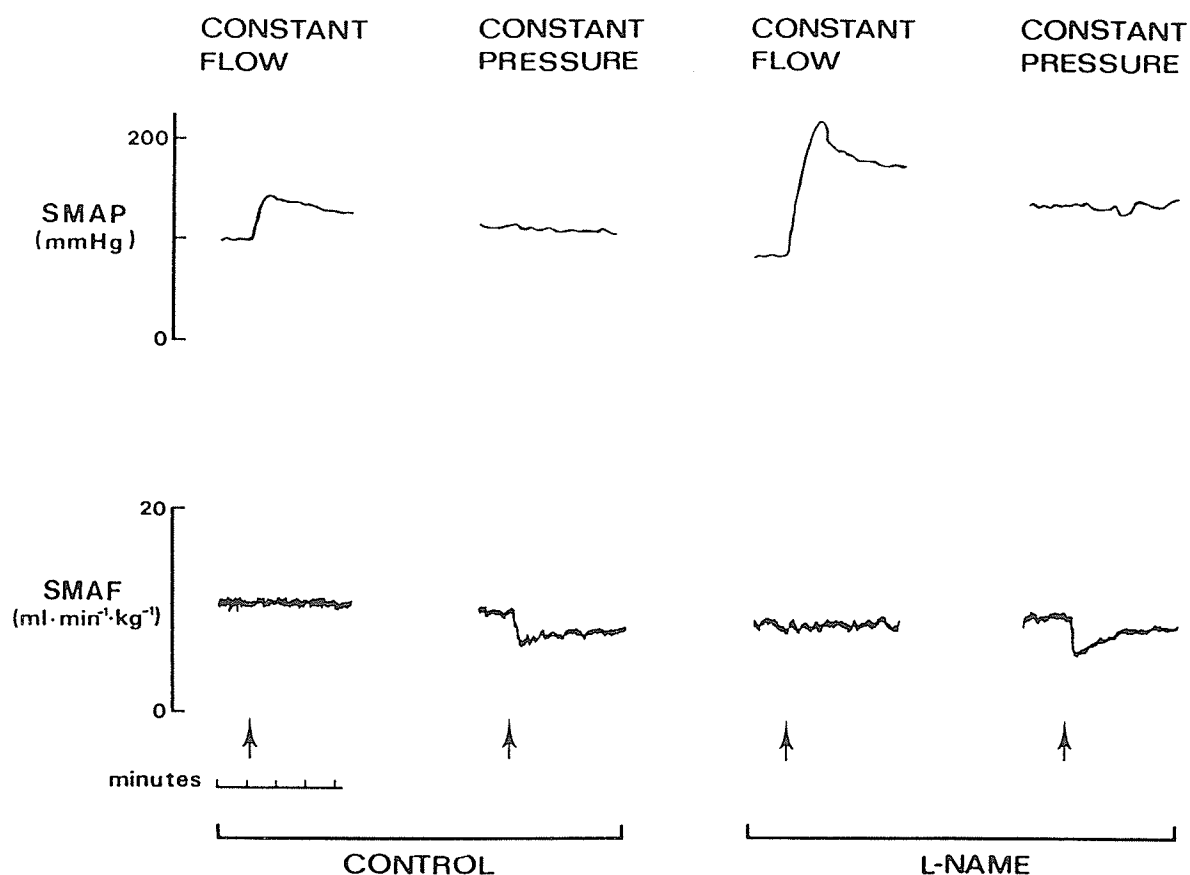 CONSTANT FLOW
CONSTANT PRESSURE
CONSTANT FLOW
CONSTANT PRESSURE
200
SMAP
(mmHg)
0
20
SMAF
(ml·min⁻¹·kg⁻¹)
0
minutes
CONTROL
L-NAME